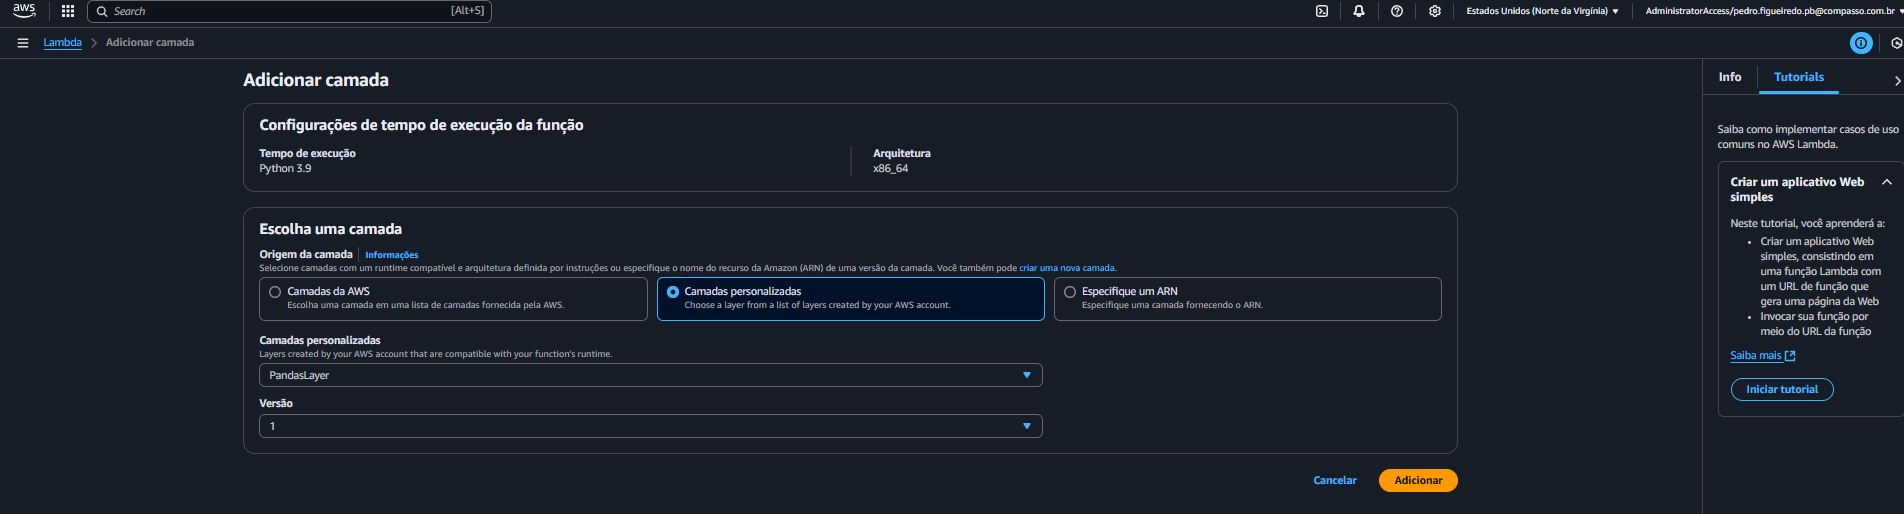 aws
Search
[Alt+S]
Estados Unidos (Norte da Virgínia)
AdministratorAccess/pedro.figueiredo.pb@compasso.com.br
Lambda > Adicionar camada
Adicionar camada
Configurações de tempo de execução da função
Tempo de execução
Python 3.9
Arquitetura
x86_64
Escolha uma camada
Origem da camada
Informações
Selecione camadas com um runtime compatível e arquitetura definida por instruções ou especifique o nome do recurso da Amazon (ARN) de uma versão da camada. Você também pode criar uma nova camada.
Camadas da AWS
Escolha uma camada em uma lista de camadas fornecida pela AWS.
Camadas personalizadas
Choose a layer from a list of layers created by your AWS account.
Especifique um ARN
Especifique uma camada fornecendo o ARN.
Camadas personalizadas
Layers created by your AWS account that are compatible with your function's runtime.
PandasLayer
Versão
1
Cancelar
Adicionar
Info
Tutorials
Saiba como implementar casos de uso
comuns no AWS Lambda.
Criar um aplicativo Web
simples
Neste tutorial, você aprenderá a:
• Criar um aplicativo Web
simples, consistindo em
uma função Lambda com
um URL de função que
gera uma página da Web
• Invocar sua função por
meio do URL da função
Saiba mais
Iniciar tutorial